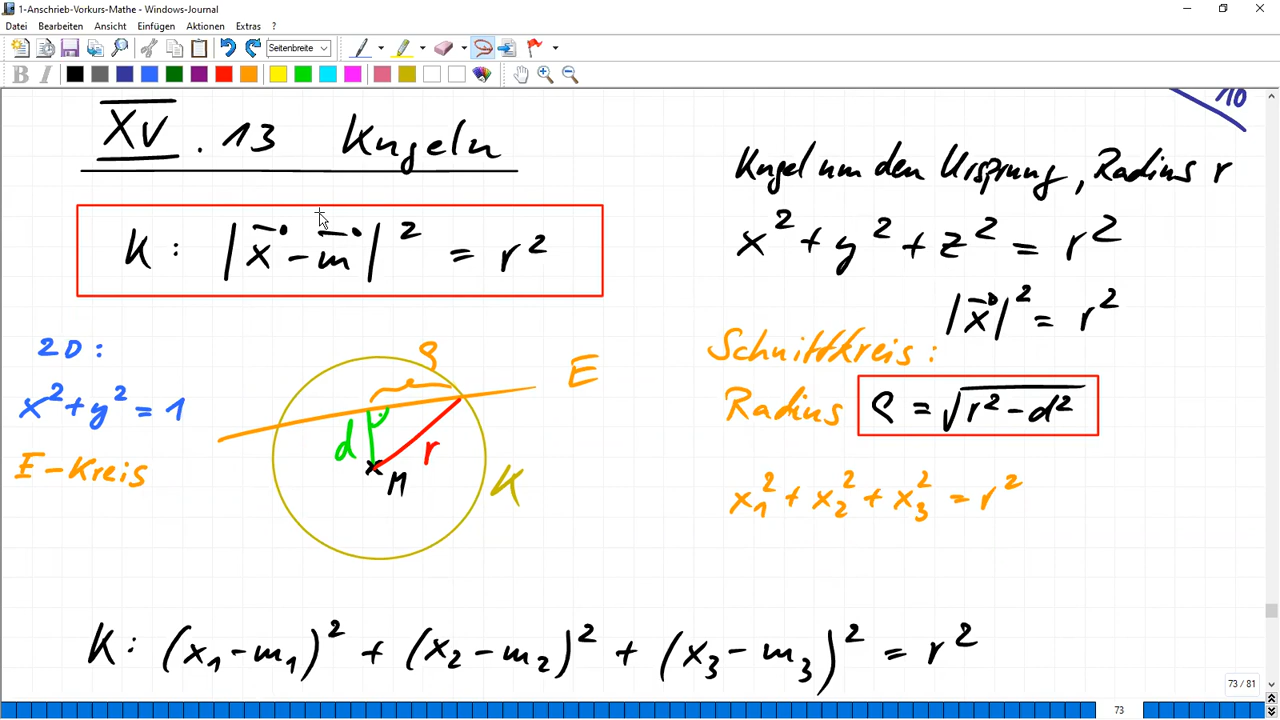 1-Anschrieb-Vorkurs-Mathe - Windows-Journal
Datei Bearbeiten Ansicht Einfügen Aktionen Extras ?
Seitenbreite
B I
10
XV. 13 Kugeln
K: |x⃗ - m⃗|² = r²
Kugel um den Ursprung, Radius r
x² + y² + z² = r²
|x⃗|² = r²
2D:
x² + y² = 1
E-Kreis
ρ
E
d
r
M
K
Schnittkreis:
Radius ρ = √(r² - d²)
x₁² + x₂² + x₃² = r²
K: (x₁ - m₁)² + (x₂ - m₂)² + (x₃ - m₃)² = r²
73 / 81
73